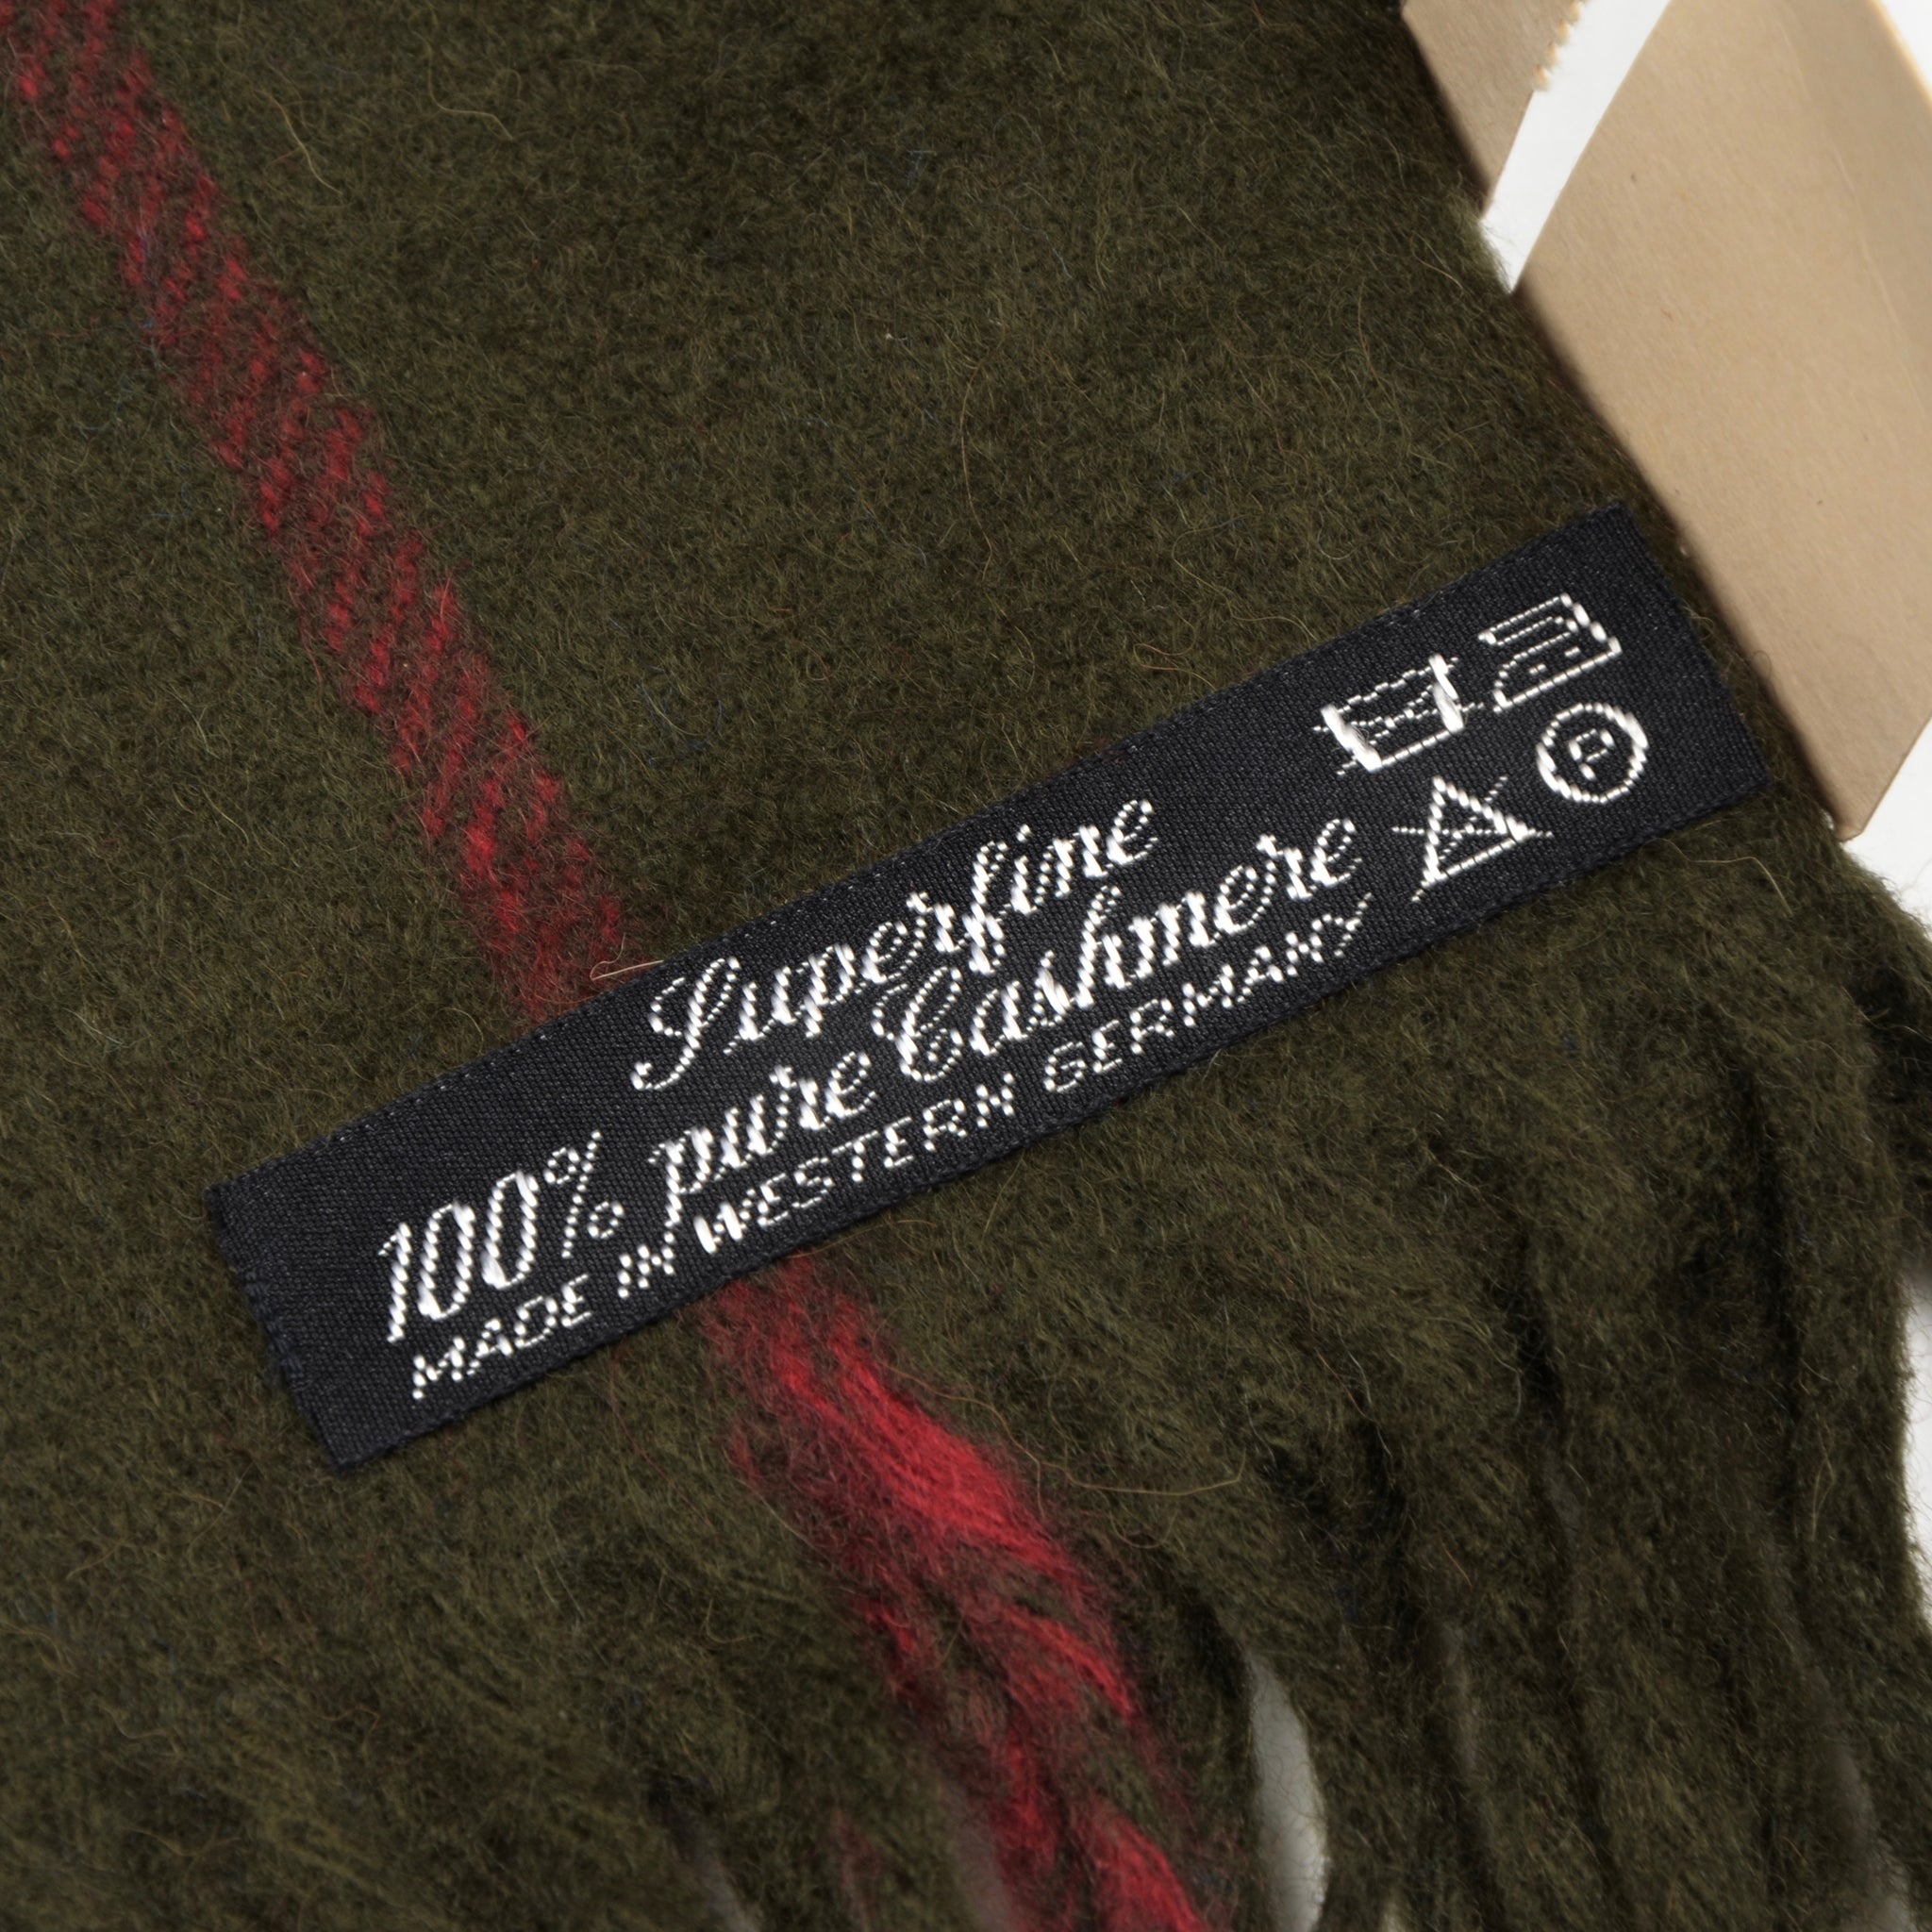 Superfine
100% pure Cashmere
MADE IN WESTERN GERMANY
P